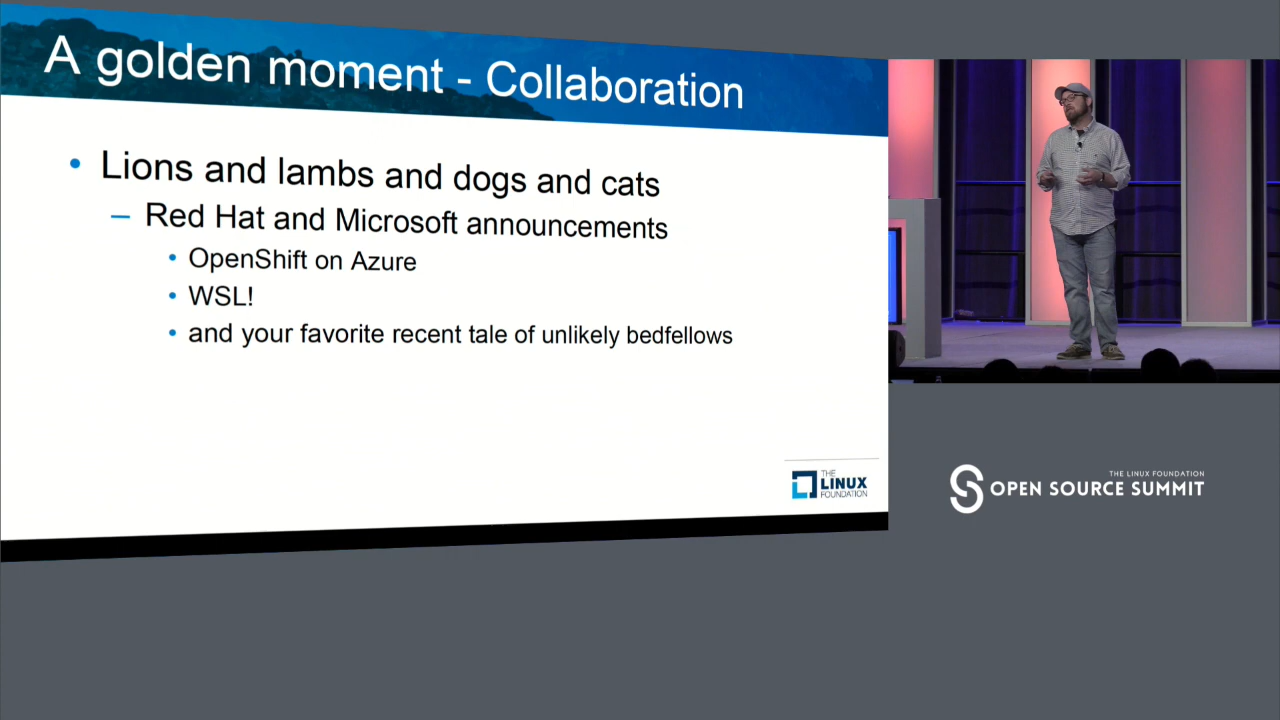 A golden moment - Collaboration
• Lions and lambs and dogs and cats
– Red Hat and Microsoft announcements
• OpenShift on Azure
• WSL!
• and your favorite recent tale of unlikely bedfellows
THE
LINUX
FOUNDATION
THE LINUX FOUNDATION
OPEN SOURCE SUMMIT